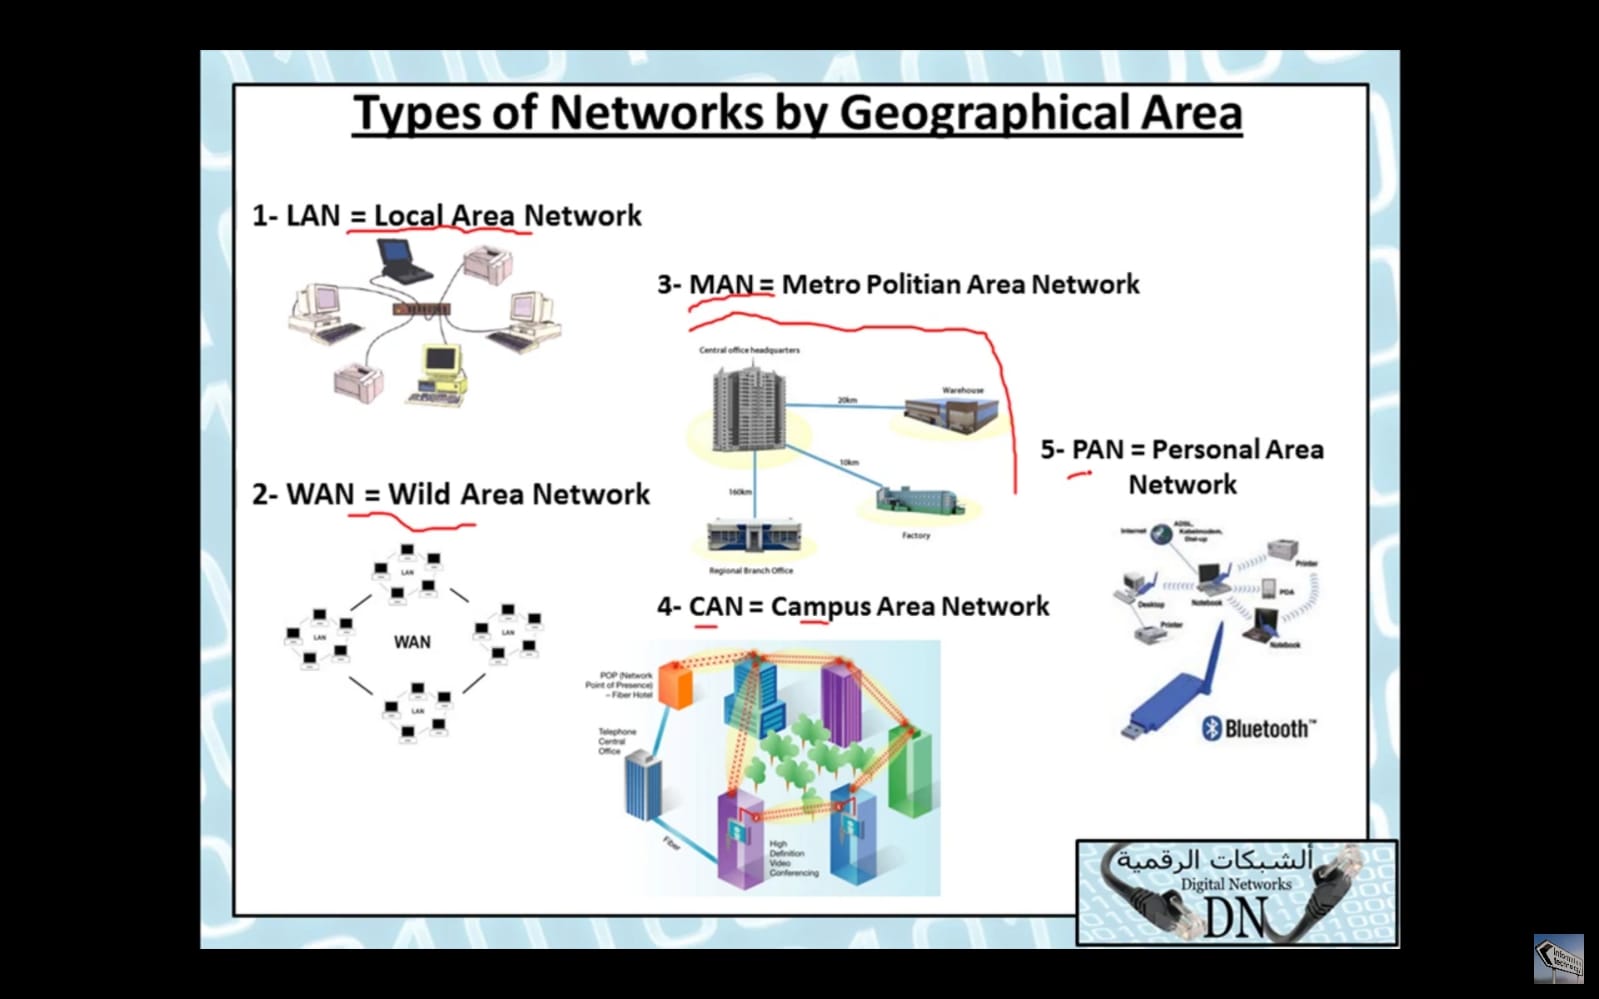 Types of Networks by Geographical Area
1- LAN = Local Area Network
2- WAN = Wild Area Network
LAN
LAN
WAN
LAN
LAN
3- MAN = Metro Politian Area Network
Central office headquarters
Warehouse
20km
10km
160km
Factory
Regional Branch Office
4- CAN = Campus Area Network
POP (Network
Point of Presence)
– Fiber Hotel
Telephone
Central
Office
Fiber
High
Definition
Video
Conferencing
5- PAN = Personal Area
Network
Internet
ADSL,
Kabelmodem,
Dial-up
Printer
PDA
Desktop
Notebook
Printer
Notebook
Bluetooth™
ألشبكات الرقمية
Digital Networks
DN
Information
technology